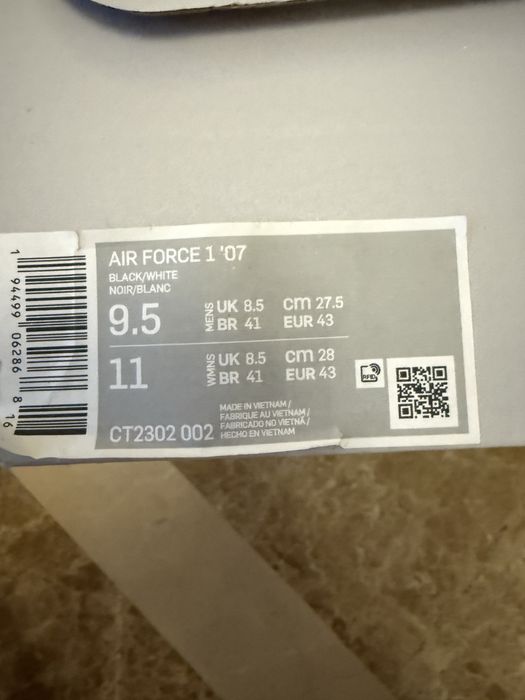 AIR FORCE 1 '07
BLACK/WHITE
NOIR/BLANC
9.5 MENS UK 8.5 cm 27.5
BR 41 EUR 43
11 WMNS UK 8.5 cm 28
BR 41 EUR 43
RFID
MADE IN VIETNAM /
FABRIQUE AU VIETNAM /
FABRICADO NO VIETNÃ /
HECHO EN VIETNAM
CT2302 002
1 94499 06286 8 16